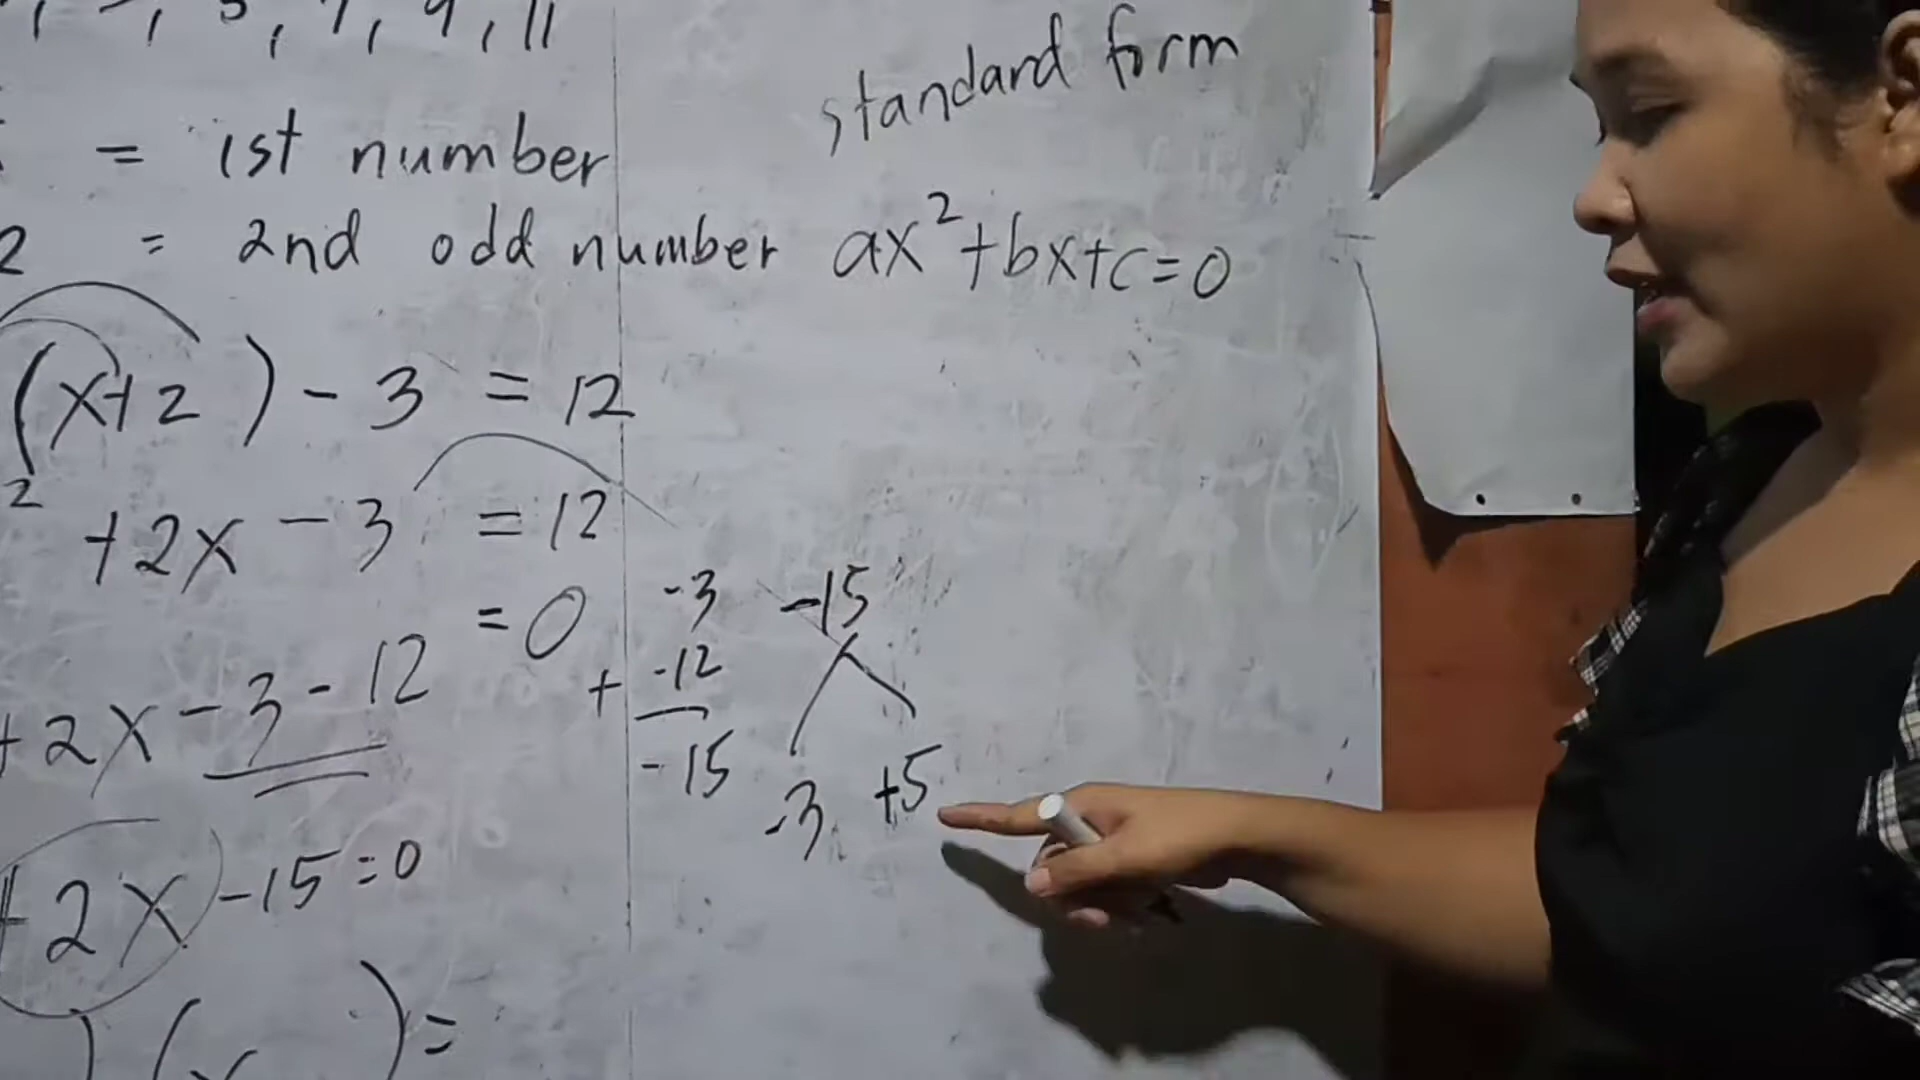 , 5, 7, 9, 11
standard form
= 1st number
2 = 2nd odd number
ax²+bx+c=0
(x+2) - 3 = 12
2 +2x - 3 = 12
= 0
+2x - 3 - 12
-3
+ -12
-15
-15
-3 +5
+2x -15=0
) (x ) =